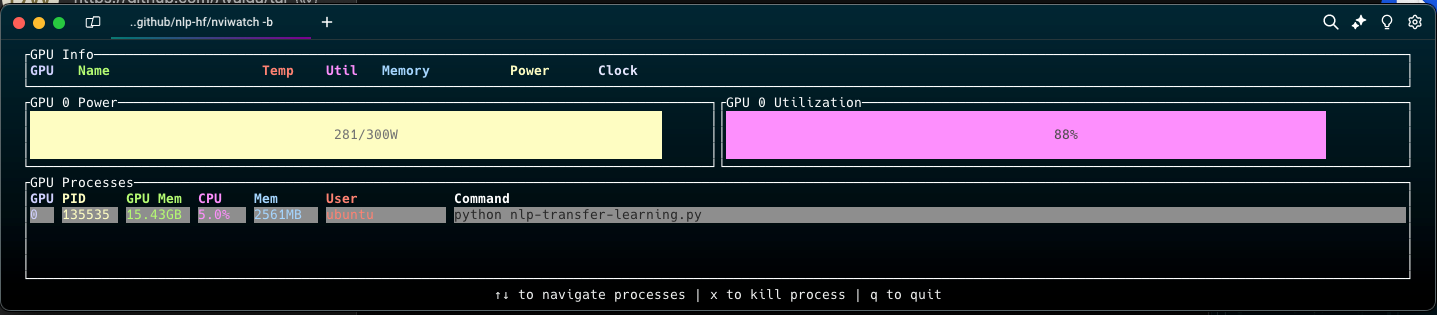 ..github/nlp-hf/nviwatch -b
GPU Info
GPU Name Temp Util Memory Power Clock
GPU 0 Power GPU 0 Utilization
281/300W 88%
GPU Processes
GPU PID GPU Mem CPU Mem User Command
0 135535 15.43GB 5.0% 2561MB ubuntu python nlp-transfer-learning.py
↑↓ to navigate processes | x to kill process | q to quit